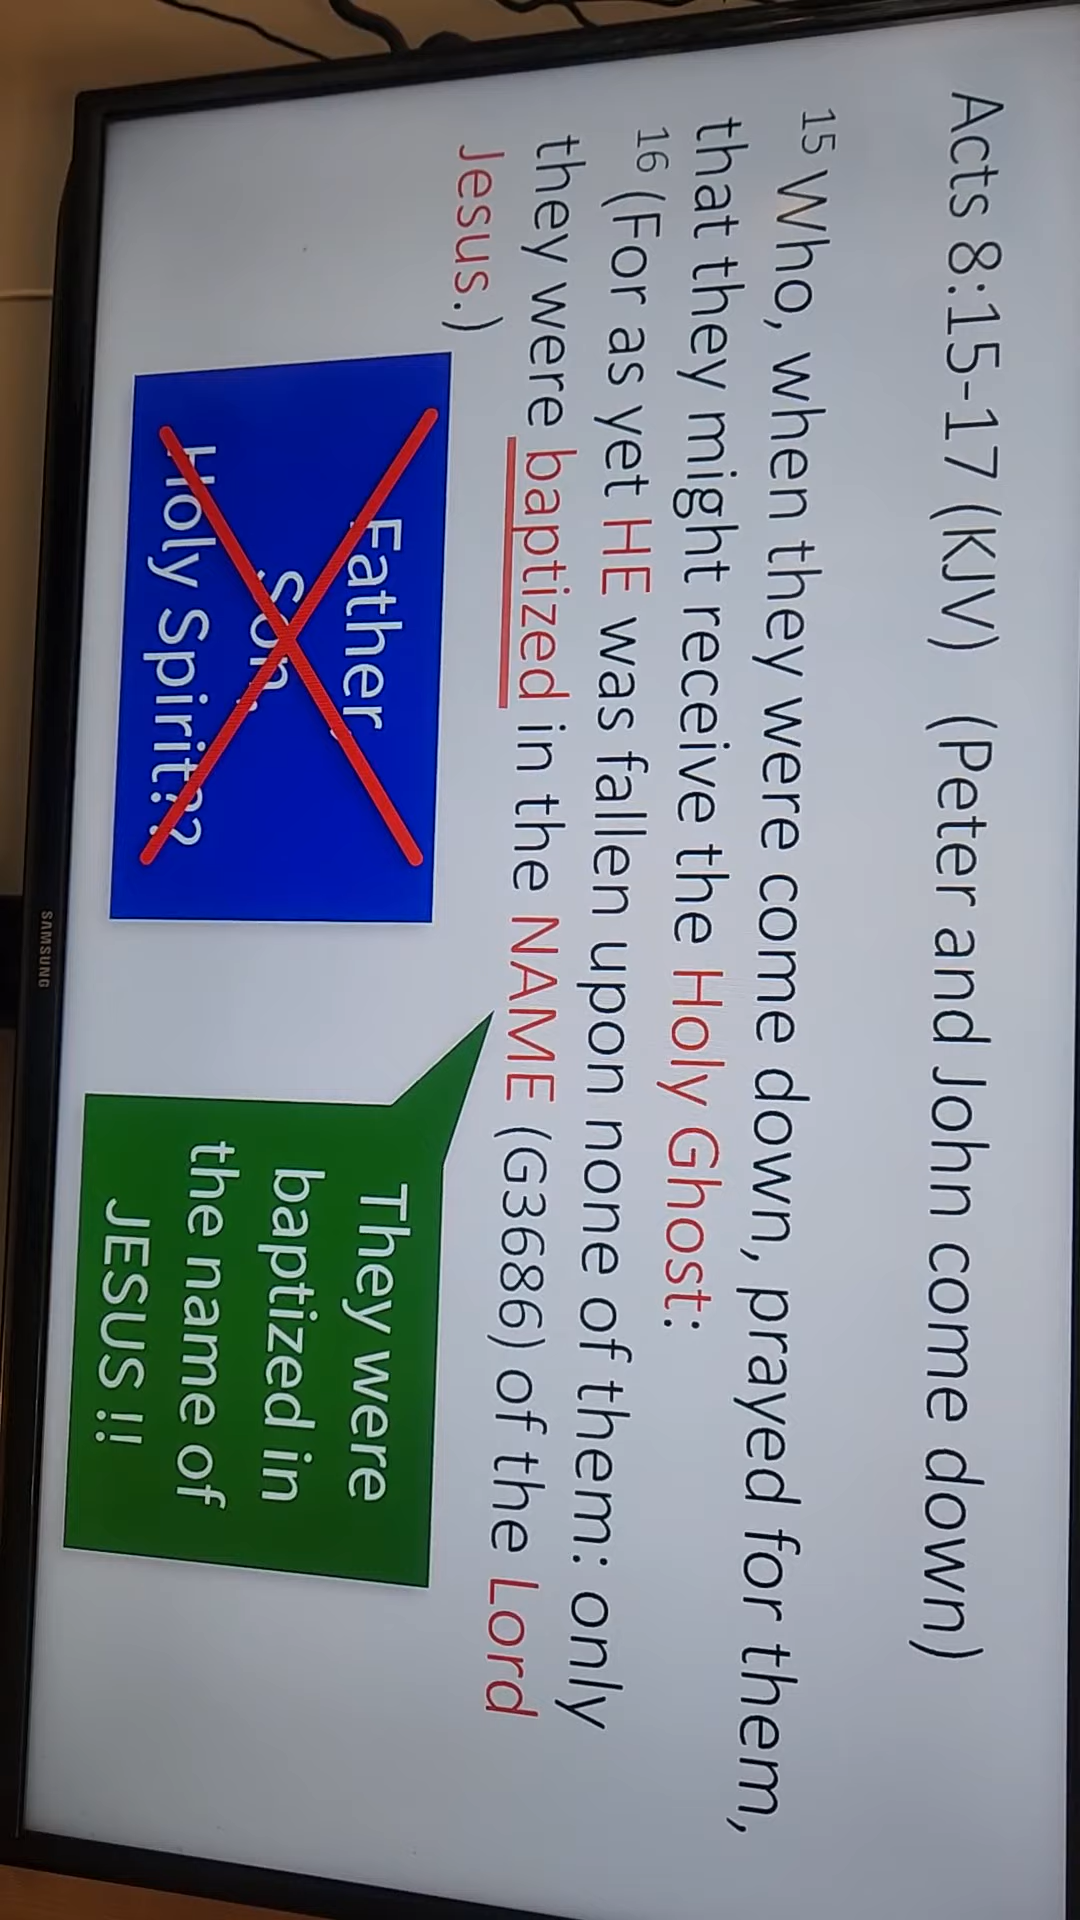 Acts 8:15-17 (KJV)   (Peter and John come down)
15 Who, when they were come down, prayed for them,
that they might receive the Holy Ghost:
16 (For as yet HE was fallen upon none of them: only
they were baptized in the NAME (G3686) of the Lord
Jesus.)
Father,
Son,
Holy Spirit??
They were
baptized in
the name of
JESUS !!
SAMSUNG